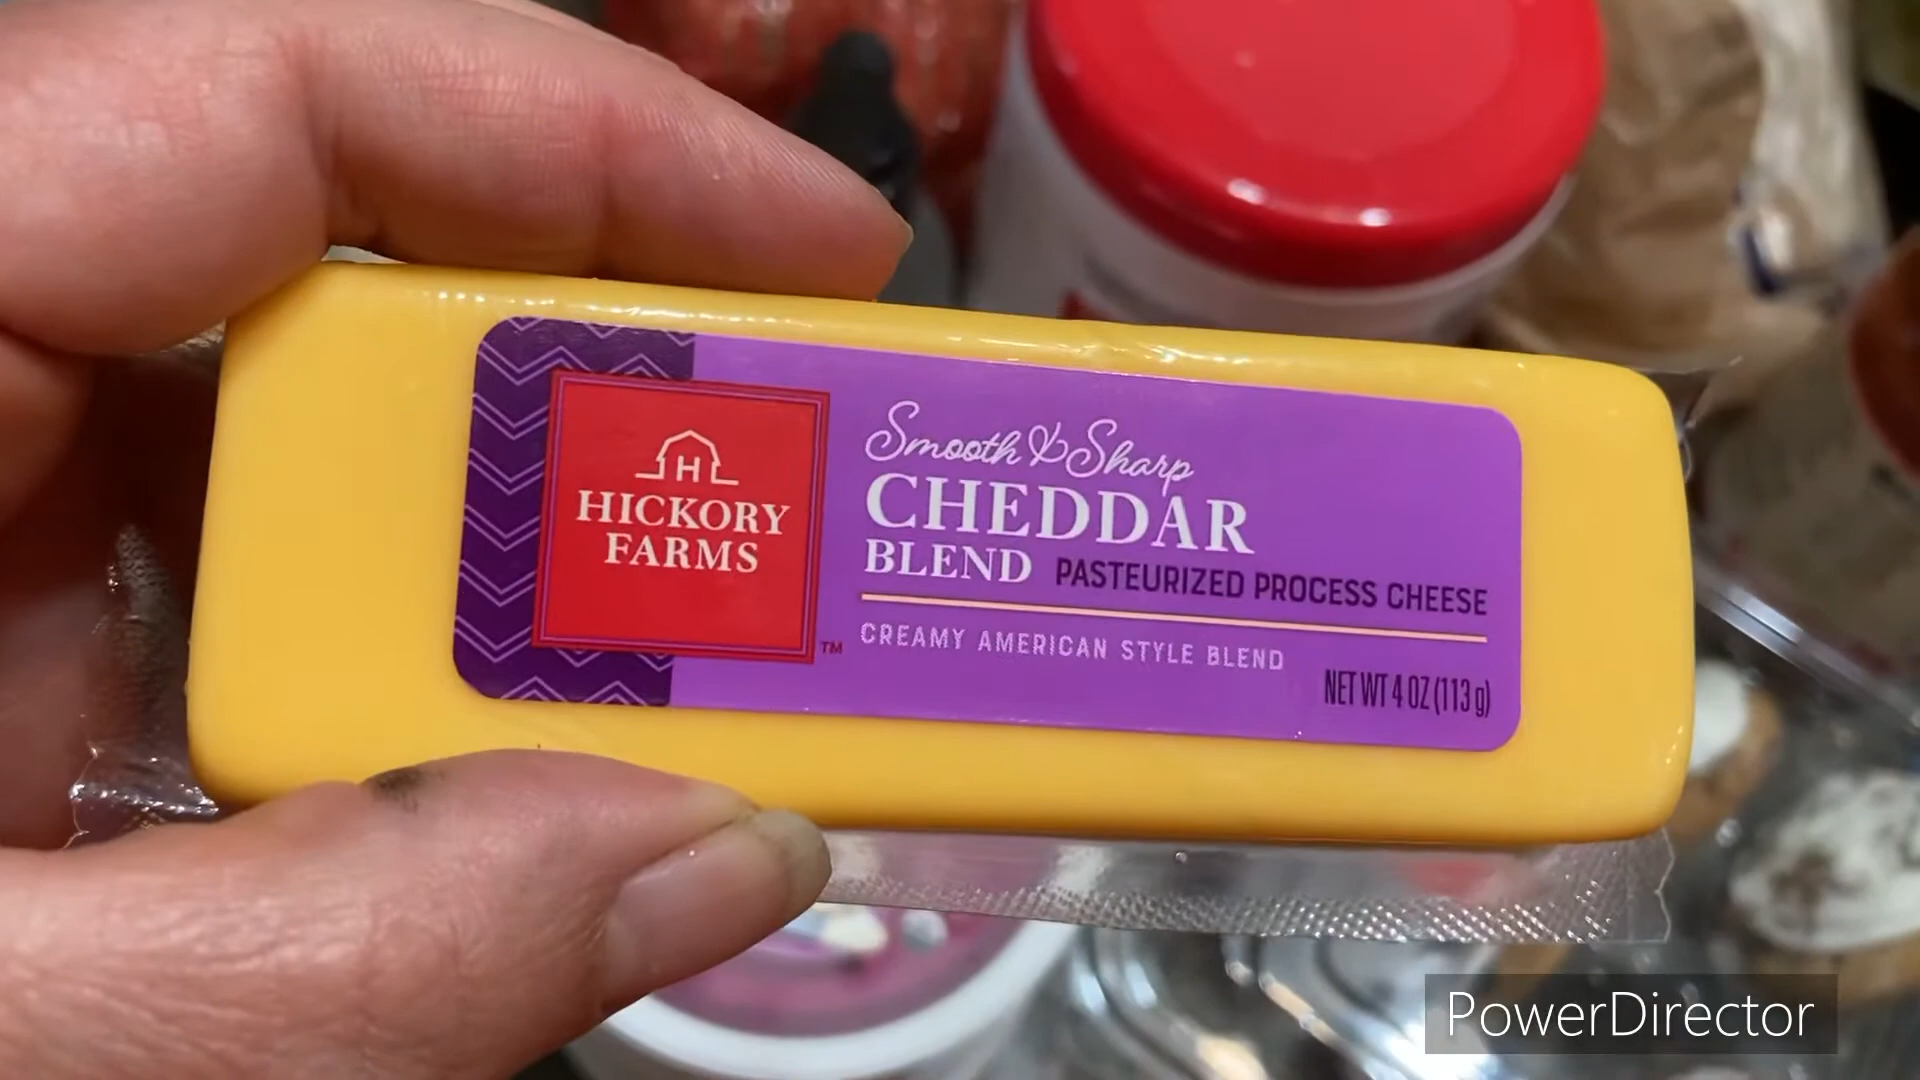 H
HICKORY
FARMS
™
Smooth & Sharp
CHEDDAR
BLEND PASTEURIZED PROCESS CHEESE
CREAMY AMERICAN STYLE BLEND
NET WT 4 OZ (113 g)
PowerDirector